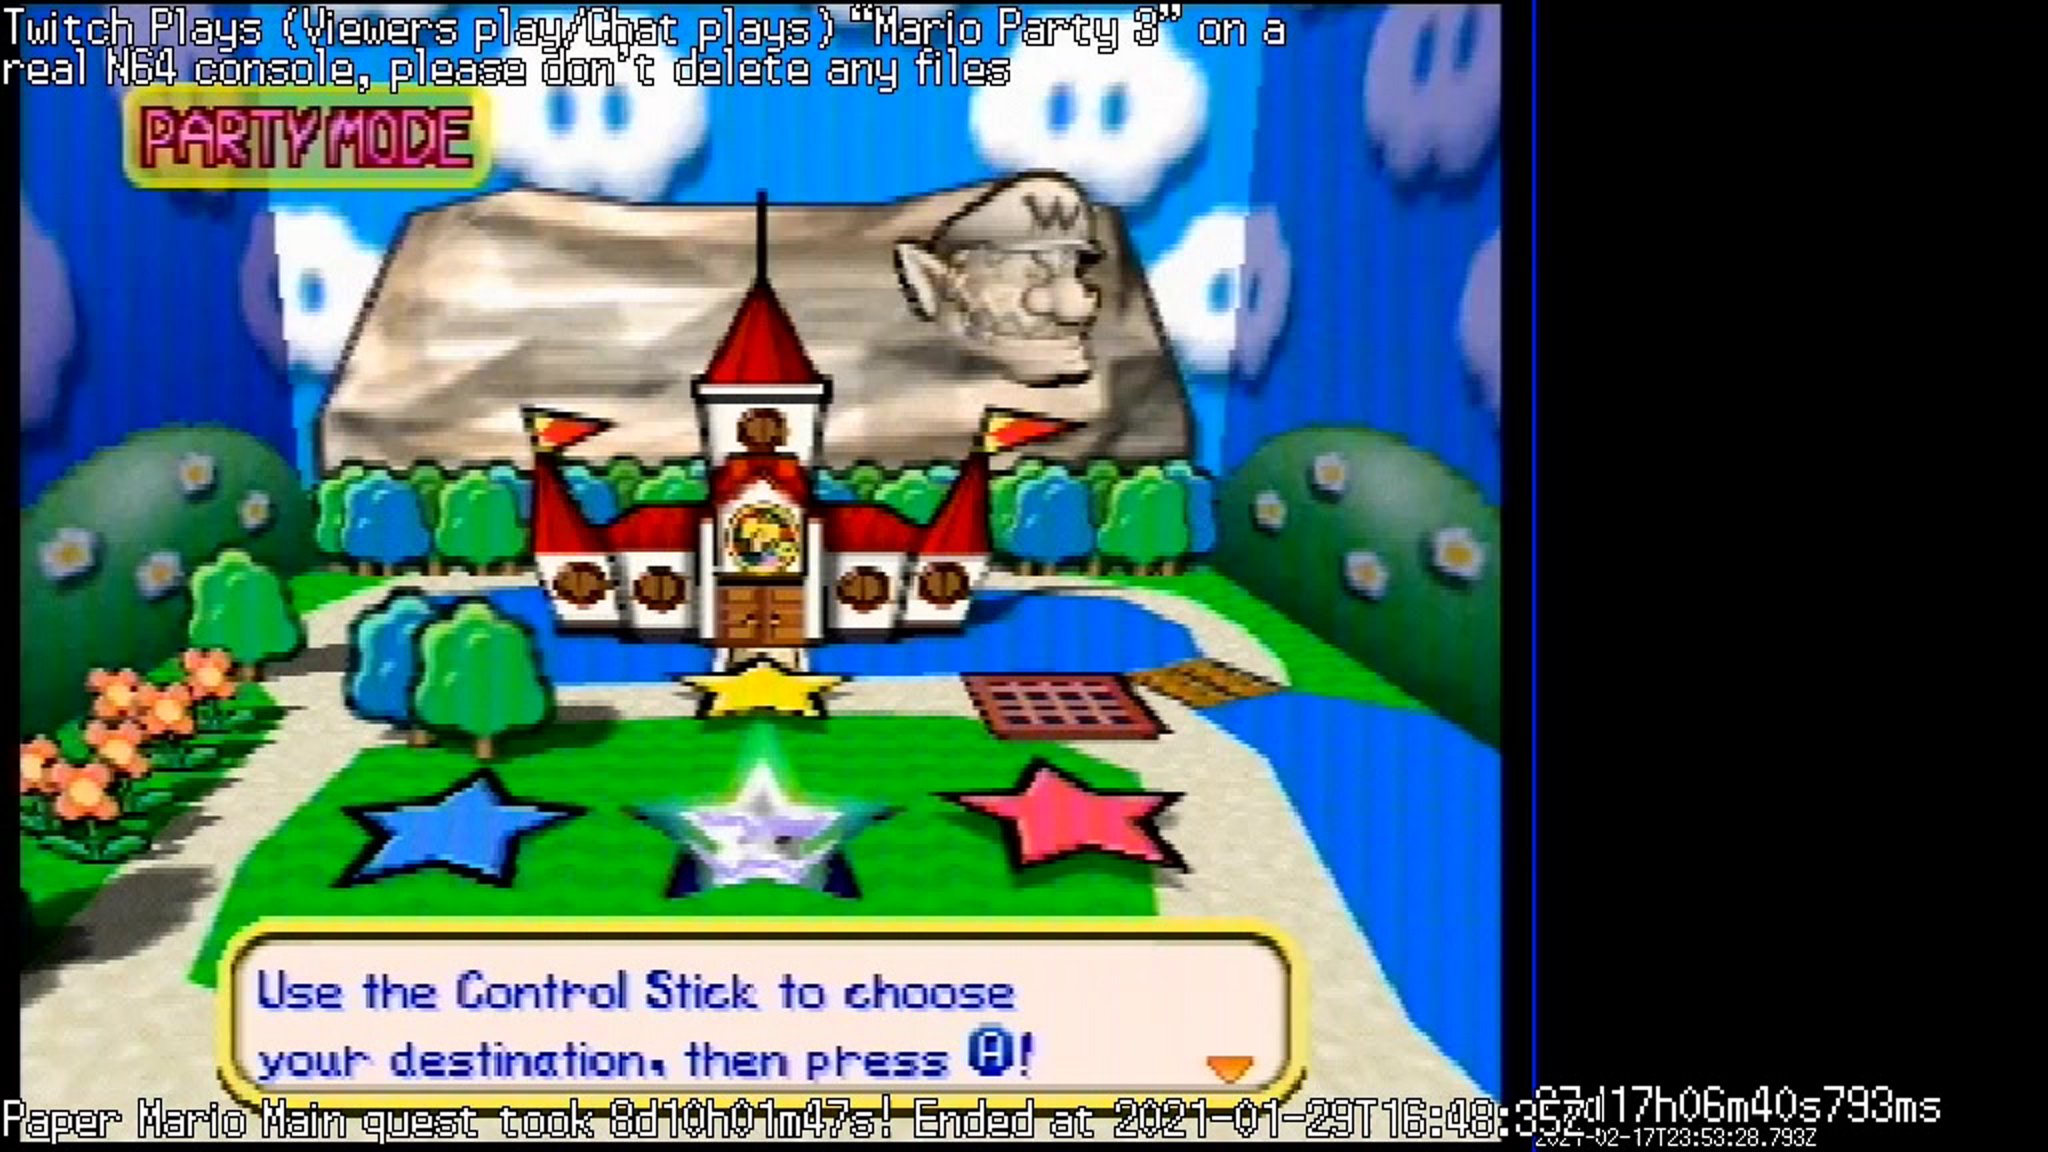 Twitch Plays (Viewers play/Chat plays) “Mario Party 3” on a
real N64 console, please don't delete any files
PARTY MODE
W
Use the Control Stick to choose
your destination, then press A!
Paper Mario Main quest took 8d10h01m47s! Ended at 2021-01-29T16:48:35Z!
17h06m40s793ms
02-17T23:53:28.793Z